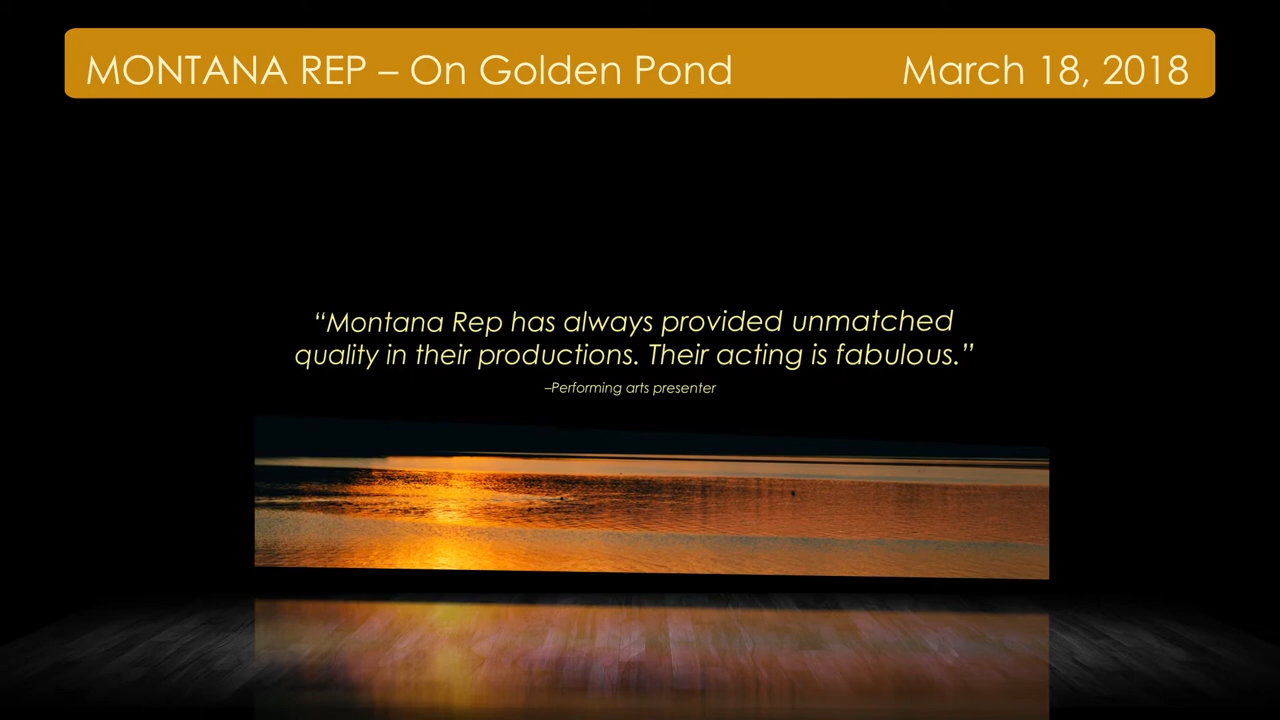 MONTANA REP – On Golden Pond March 18, 2018
“Montana Rep has always provided unmatched
quality in their productions. Their acting is fabulous.”
–Performing arts presenter